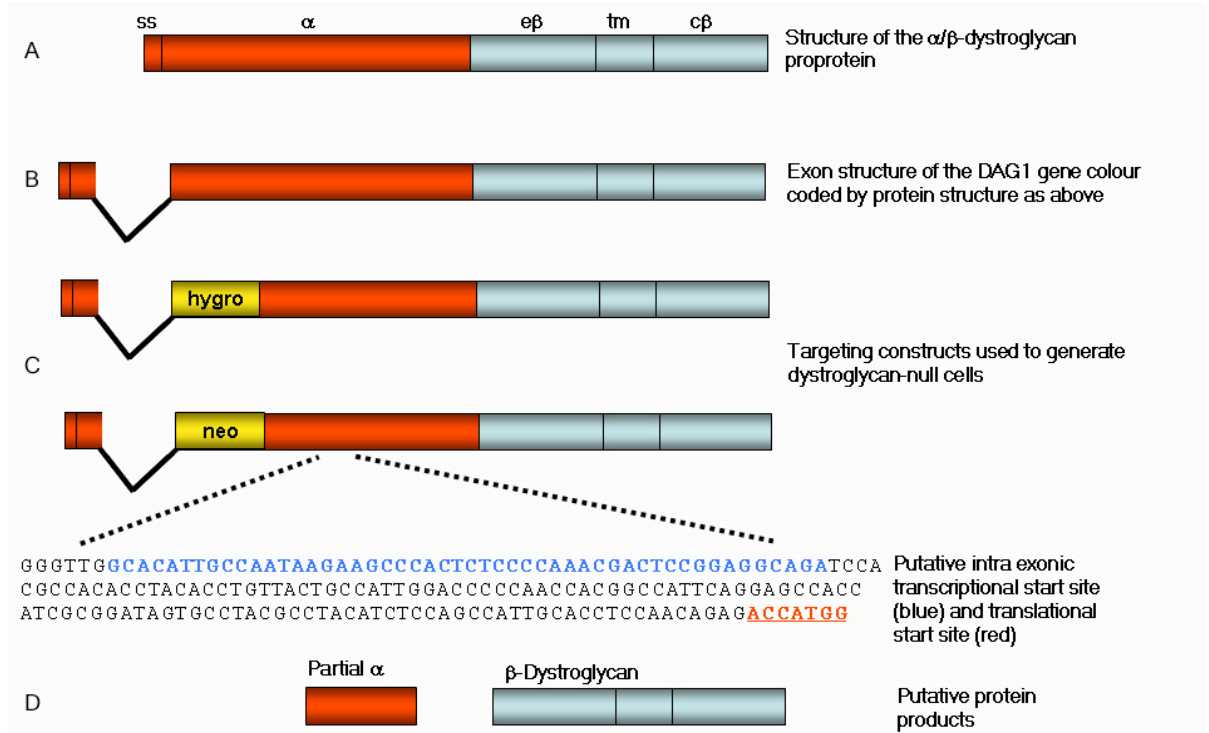 ss α eβ tm cβ
A
Structure of the α/β-dystroglycan
proprotein
B
Exon structure of the DAG1 gene colour
coded by protein structure as above
hygro
C
Targeting constructs used to generate
dystroglycan-null cells
neo
GGGTTGGCACATTGCCAATAAGAAGCCCACTCTCCCCAAACGACTCCGGAGGCAGATCCA
CGCCACACCTACACCTGTTACTGCCATTGGACCCCCAACCACGGCCATTCAGGAGCCACC
ATCGCGGATAGTGCCTACGCCTACATCTCCAGCCATTGCACCTCCAACAGAGACCATGG
Putative intra exonic
transcriptional start site
(blue) and translational
start site (red)
Partial α β-Dystroglycan
D
Putative protein
products